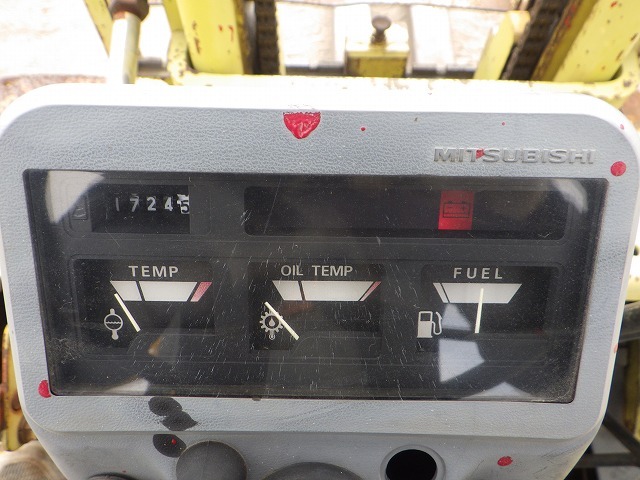 MITSUBISHI
17245
TEMP
OIL TEMP
FUEL